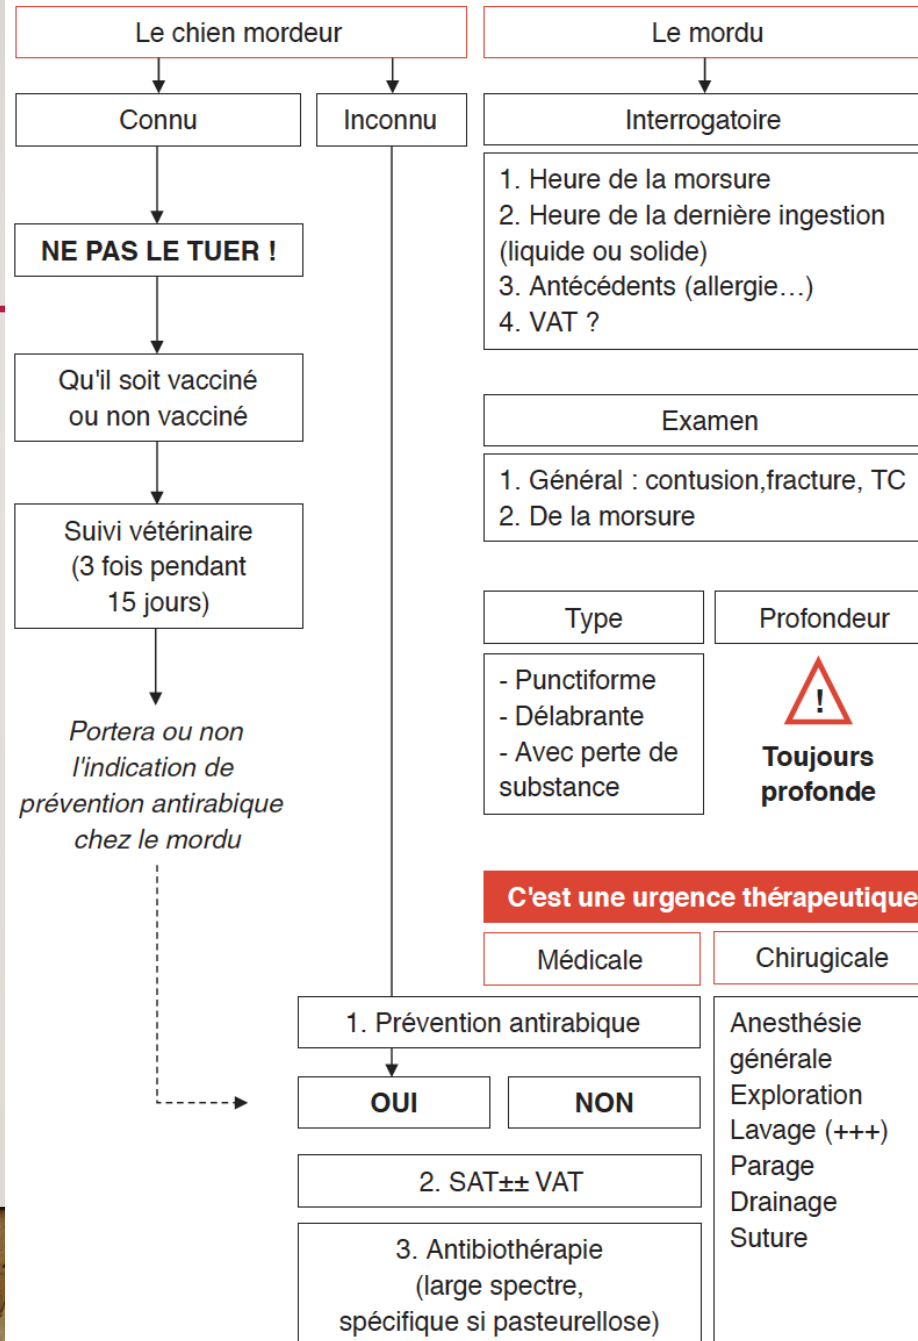 Le chien mordeur
Connu
Inconnu
NE PAS LE TUER !
Qu'il soit vacciné
ou non vacciné
Suivi vétérinaire
(3 fois pendant
15 jours)
Portera ou non
l'indication de
prévention antirabique
chez le mordu
Le mordu
Interrogatoire
1. Heure de la morsure
2. Heure de la dernière ingestion
(liquide ou solide)
3. Antécédents (allergie…)
4. VAT ?
Examen
1. Général : contusion,fracture, TC
2. De la morsure
Type
- Punctiforme
- Délabrante
- Avec perte de
substance
Profondeur
!
Toujours
profonde
C'est une urgence thérapeutique
Médicale
1. Prévention antirabique
OUI
NON
2. SAT±± VAT
3. Antibiothérapie
(large spectre,
spécifique si pasteurellose)
Chirugicale
Anesthésie
générale
Exploration
Lavage (+++)
Parage
Drainage
Suture